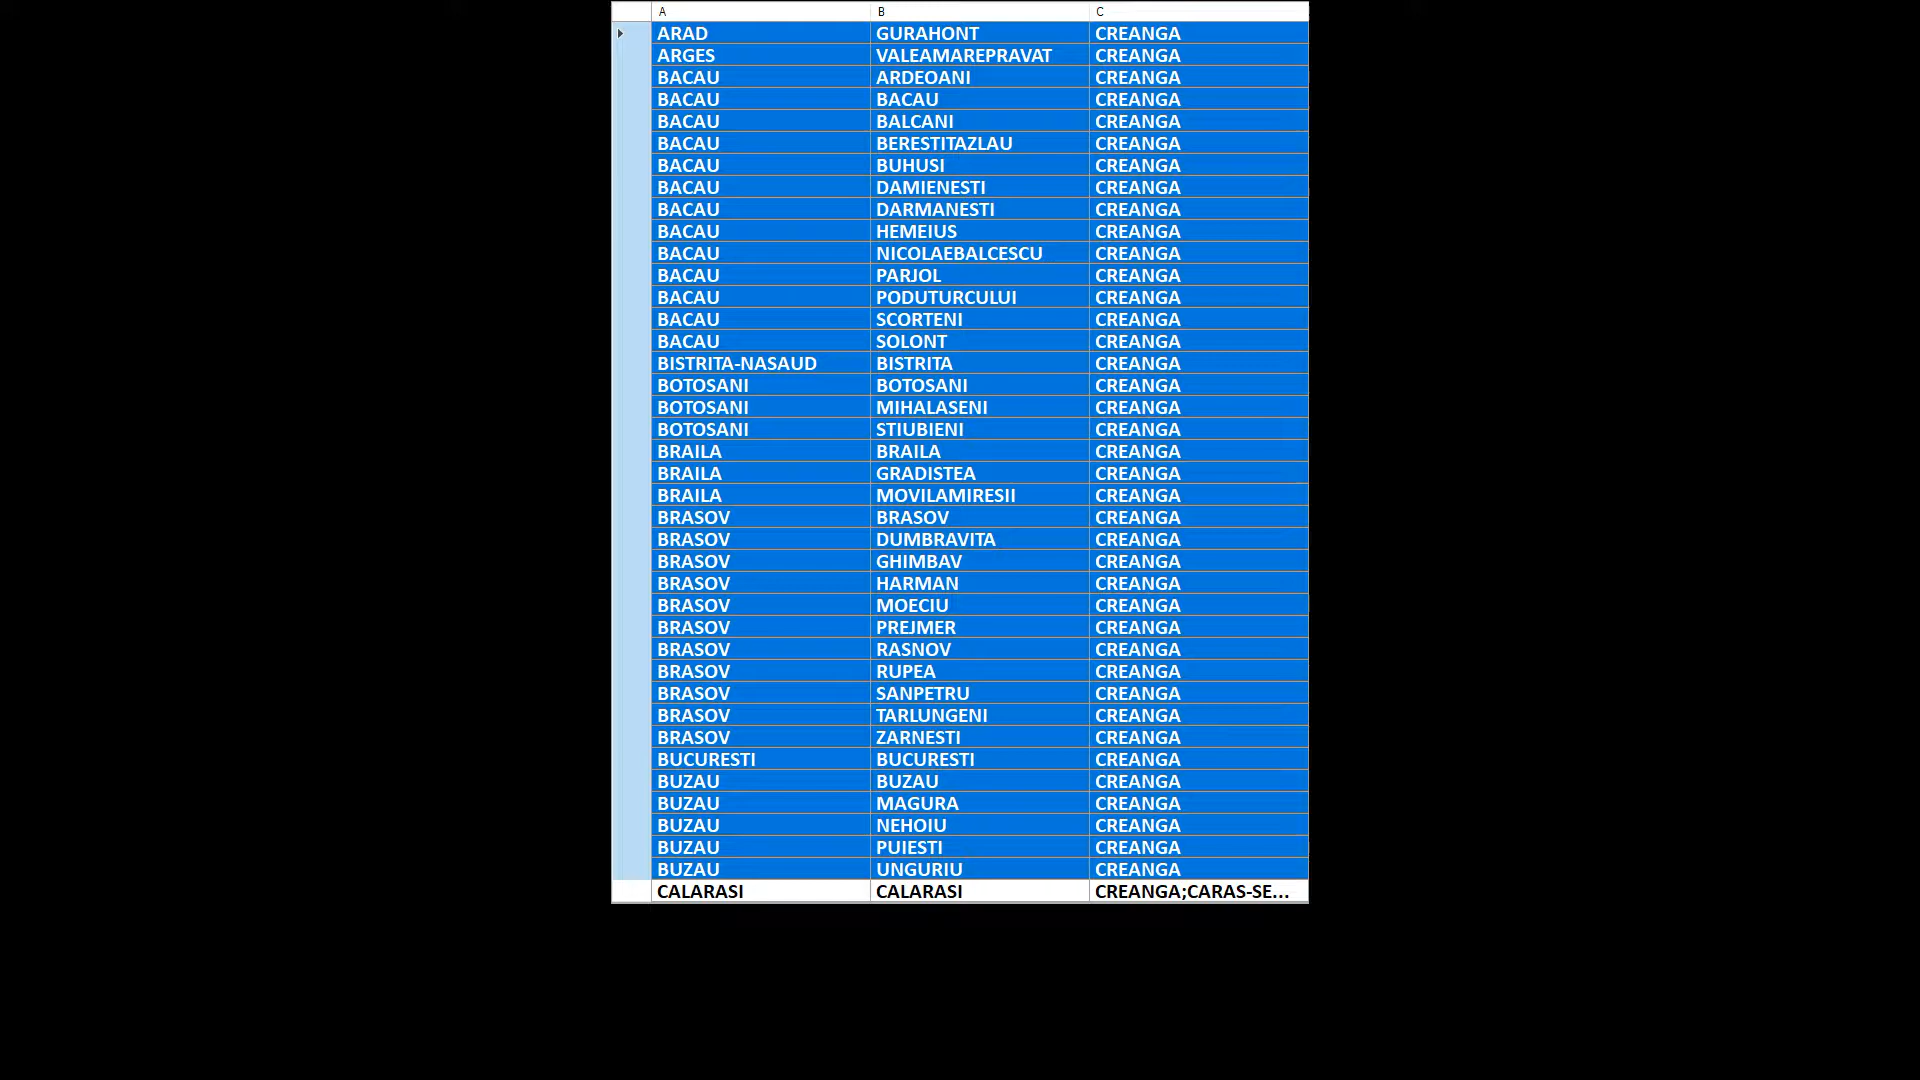 A B C
ARAD GURAHONT CREANGA
ARGES VALEAMAREPRAVAT CREANGA
BACAU ARDEOANI CREANGA
BACAU BACAU CREANGA
BACAU BALCANI CREANGA
BACAU BERESTITAZLAU CREANGA
BACAU BUHUSI CREANGA
BACAU DAMIENESTI CREANGA
BACAU DARMANESTI CREANGA
BACAU HEMEIUS CREANGA
BACAU NICOLAEBALCESCU CREANGA
BACAU PARJOL CREANGA
BACAU PODUTURCULUI CREANGA
BACAU SCORTENI CREANGA
BACAU SOLONT CREANGA
BISTRITA-NASAUD BISTRITA CREANGA
BOTOSANI BOTOSANI CREANGA
BOTOSANI MIHALASENI CREANGA
BOTOSANI STIUBIENI CREANGA
BRAILA BRAILA CREANGA
BRAILA GRADISTEA CREANGA
BRAILA MOVILAMIRESII CREANGA
BRASOV BRASOV CREANGA
BRASOV DUMBRAVITA CREANGA
BRASOV GHIMBAV CREANGA
BRASOV HARMAN CREANGA
BRASOV MOECIU CREANGA
BRASOV PREJMER CREANGA
BRASOV RASNOV CREANGA
BRASOV RUPEA CREANGA
BRASOV SANPETRU CREANGA
BRASOV TARLUNGENI CREANGA
BRASOV ZARNESTI CREANGA
BUCURESTI BUCURESTI CREANGA
BUZAU BUZAU CREANGA
BUZAU MAGURA CREANGA
BUZAU NEHOIU CREANGA
BUZAU PUIESTI CREANGA
BUZAU UNGURIU CREANGA
CALARASI CALARASI CREANGA;CARAS-SE...